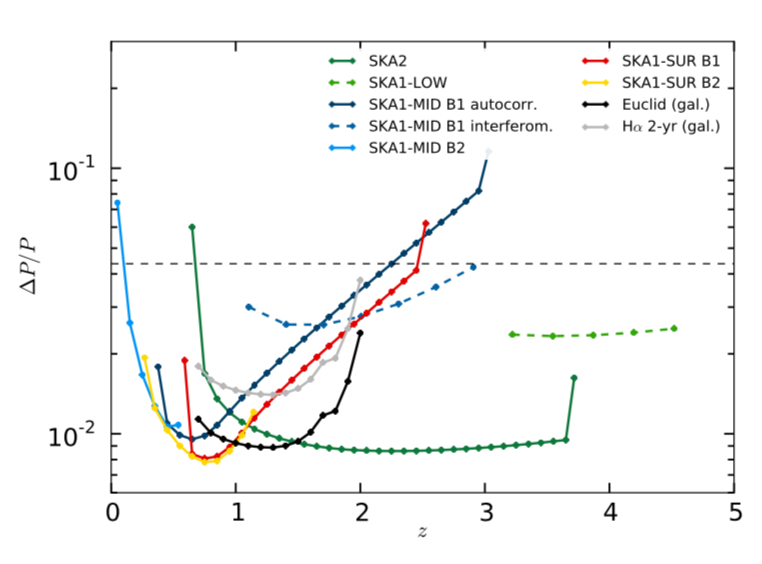 SKA2
SKA1-LOW
SKA1-MID B1 autocorr.
SKA1-MID B1 interferom.
SKA1-MID B2
SKA1-SUR B1
SKA1-SUR B2
Euclid (gal.)
Hα 2-yr (gal.)
10⁻¹
10⁻²
ΔP/P
0 1 2 3 4 5
z